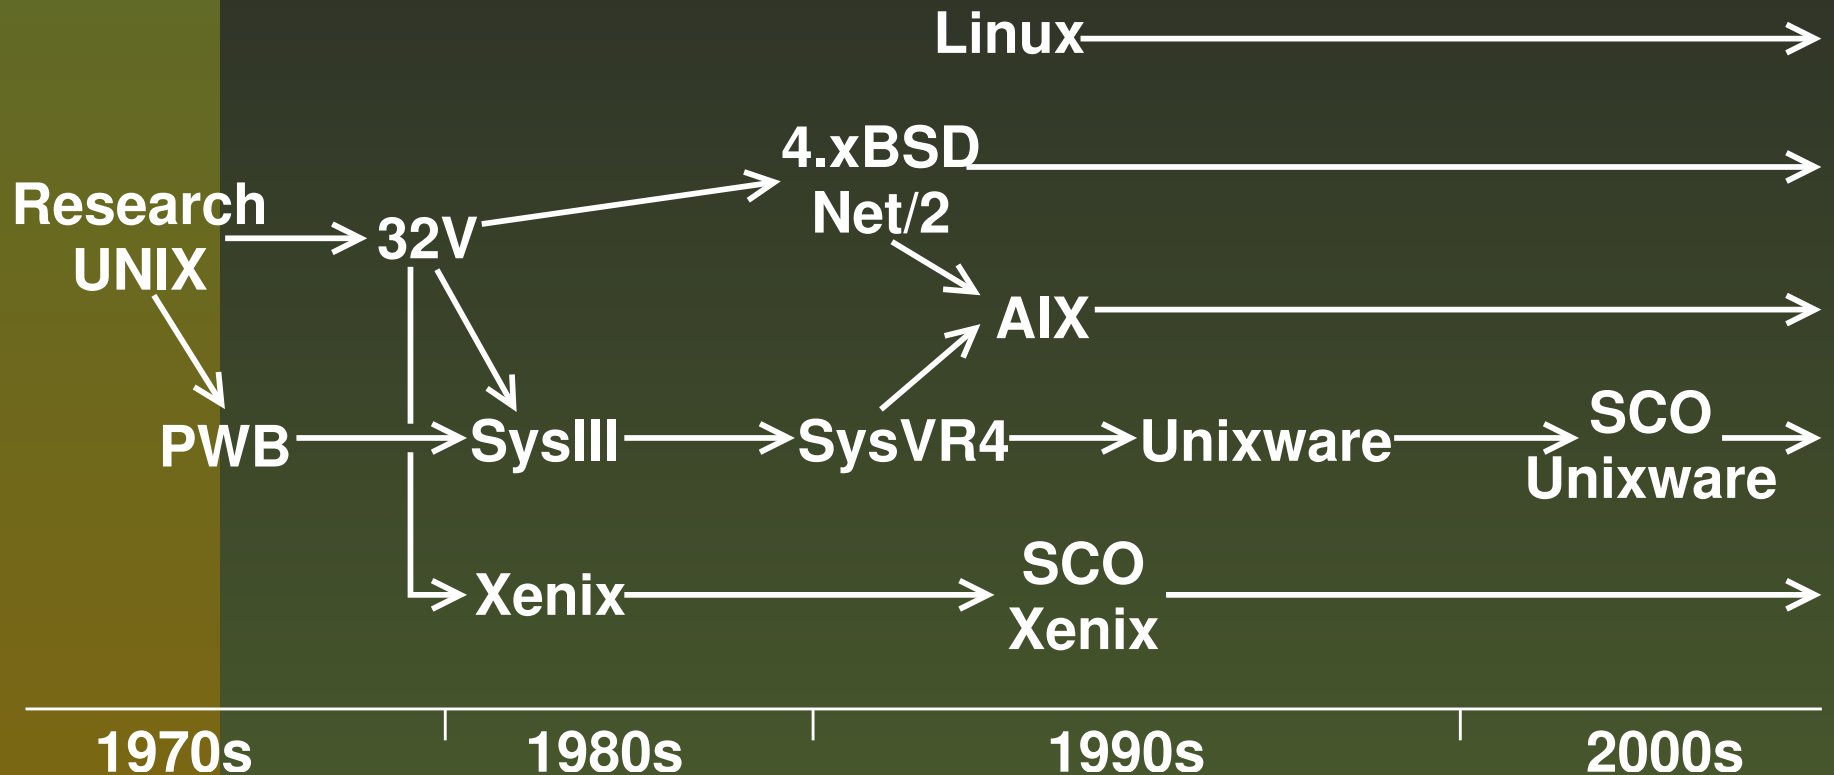 Linux
4.xBSD
Net/2
Research
UNIX
32V
AIX
PWB
SysIII
SysVR4
Unixware
SCO
Unixware
Xenix
SCO
Xenix
1970s
1980s
1990s
2000s